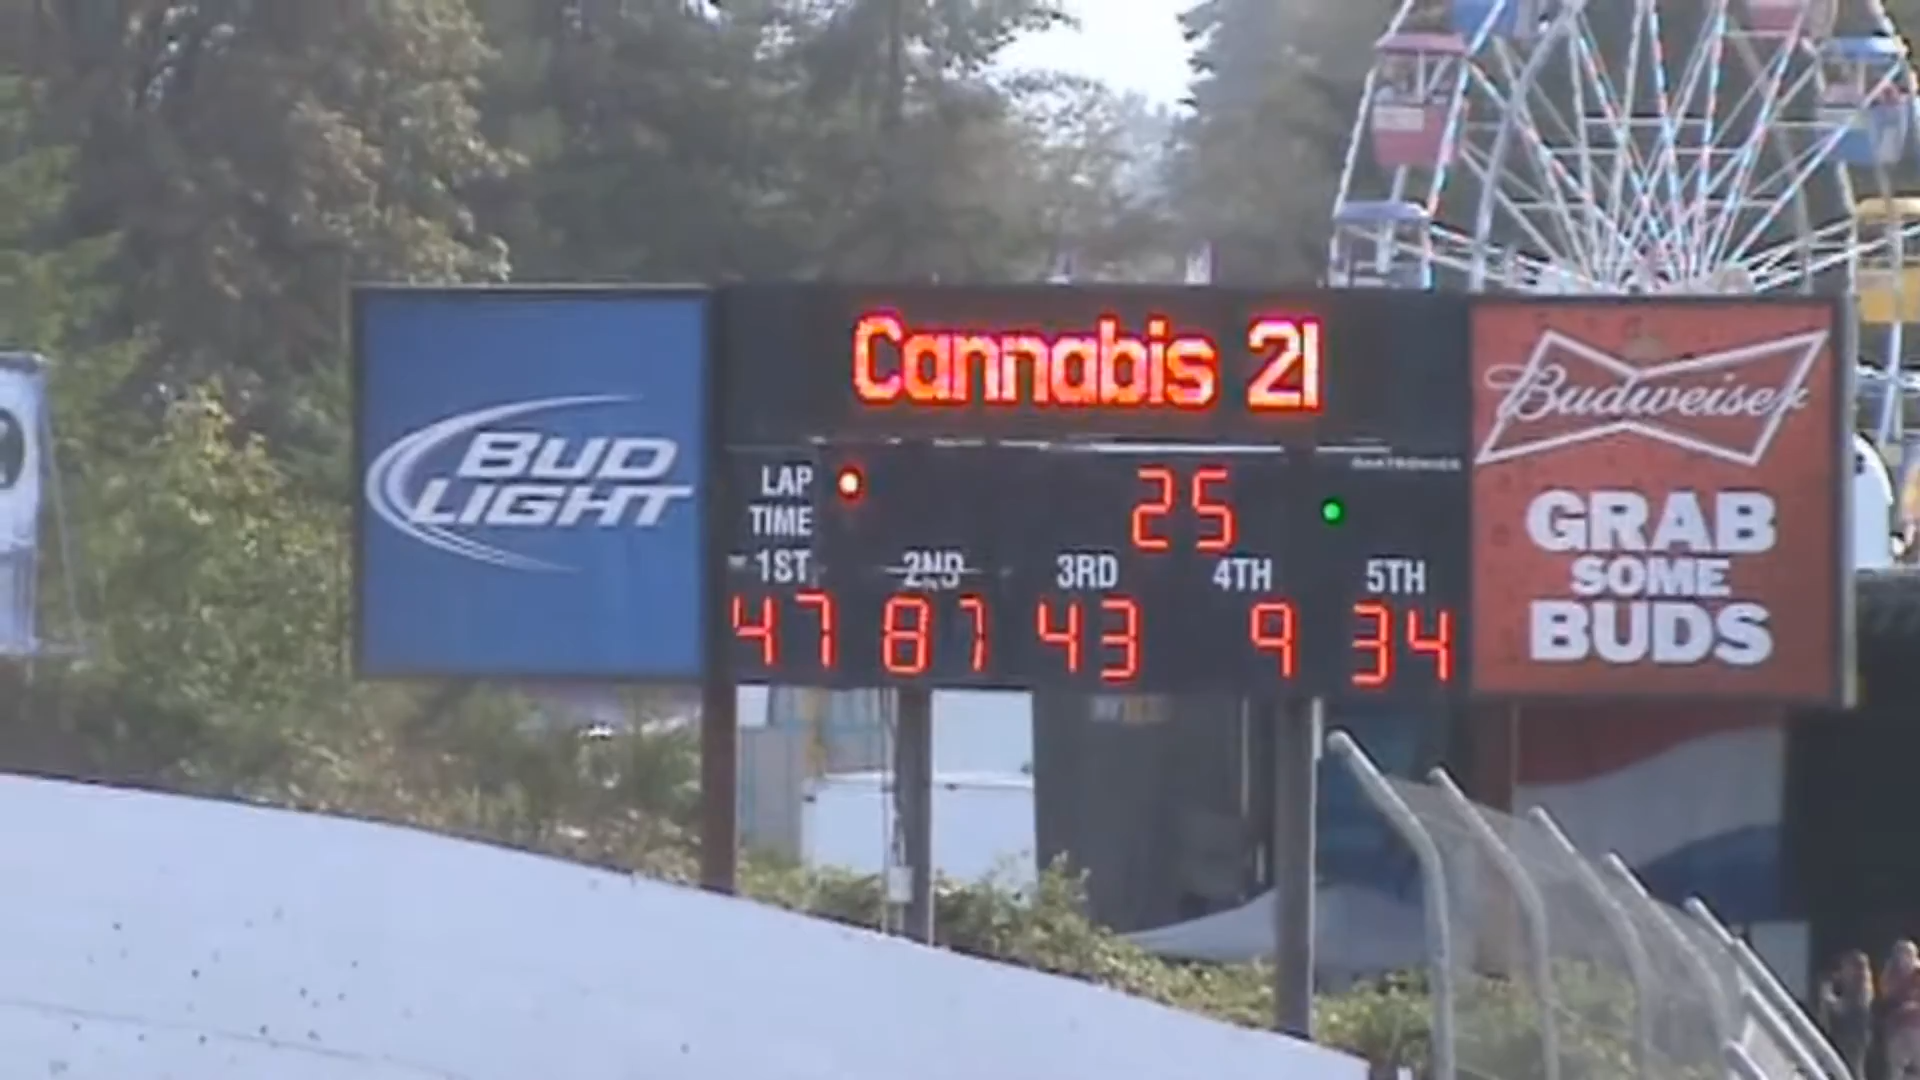 BUD
LIGHT
Cannabis 21
LAP
TIME
25
DAKTRONICS
1ST 2ND 3RD 4TH 5TH
47 87 43 9 34
Budweiser
GRAB
SOME
BUDS